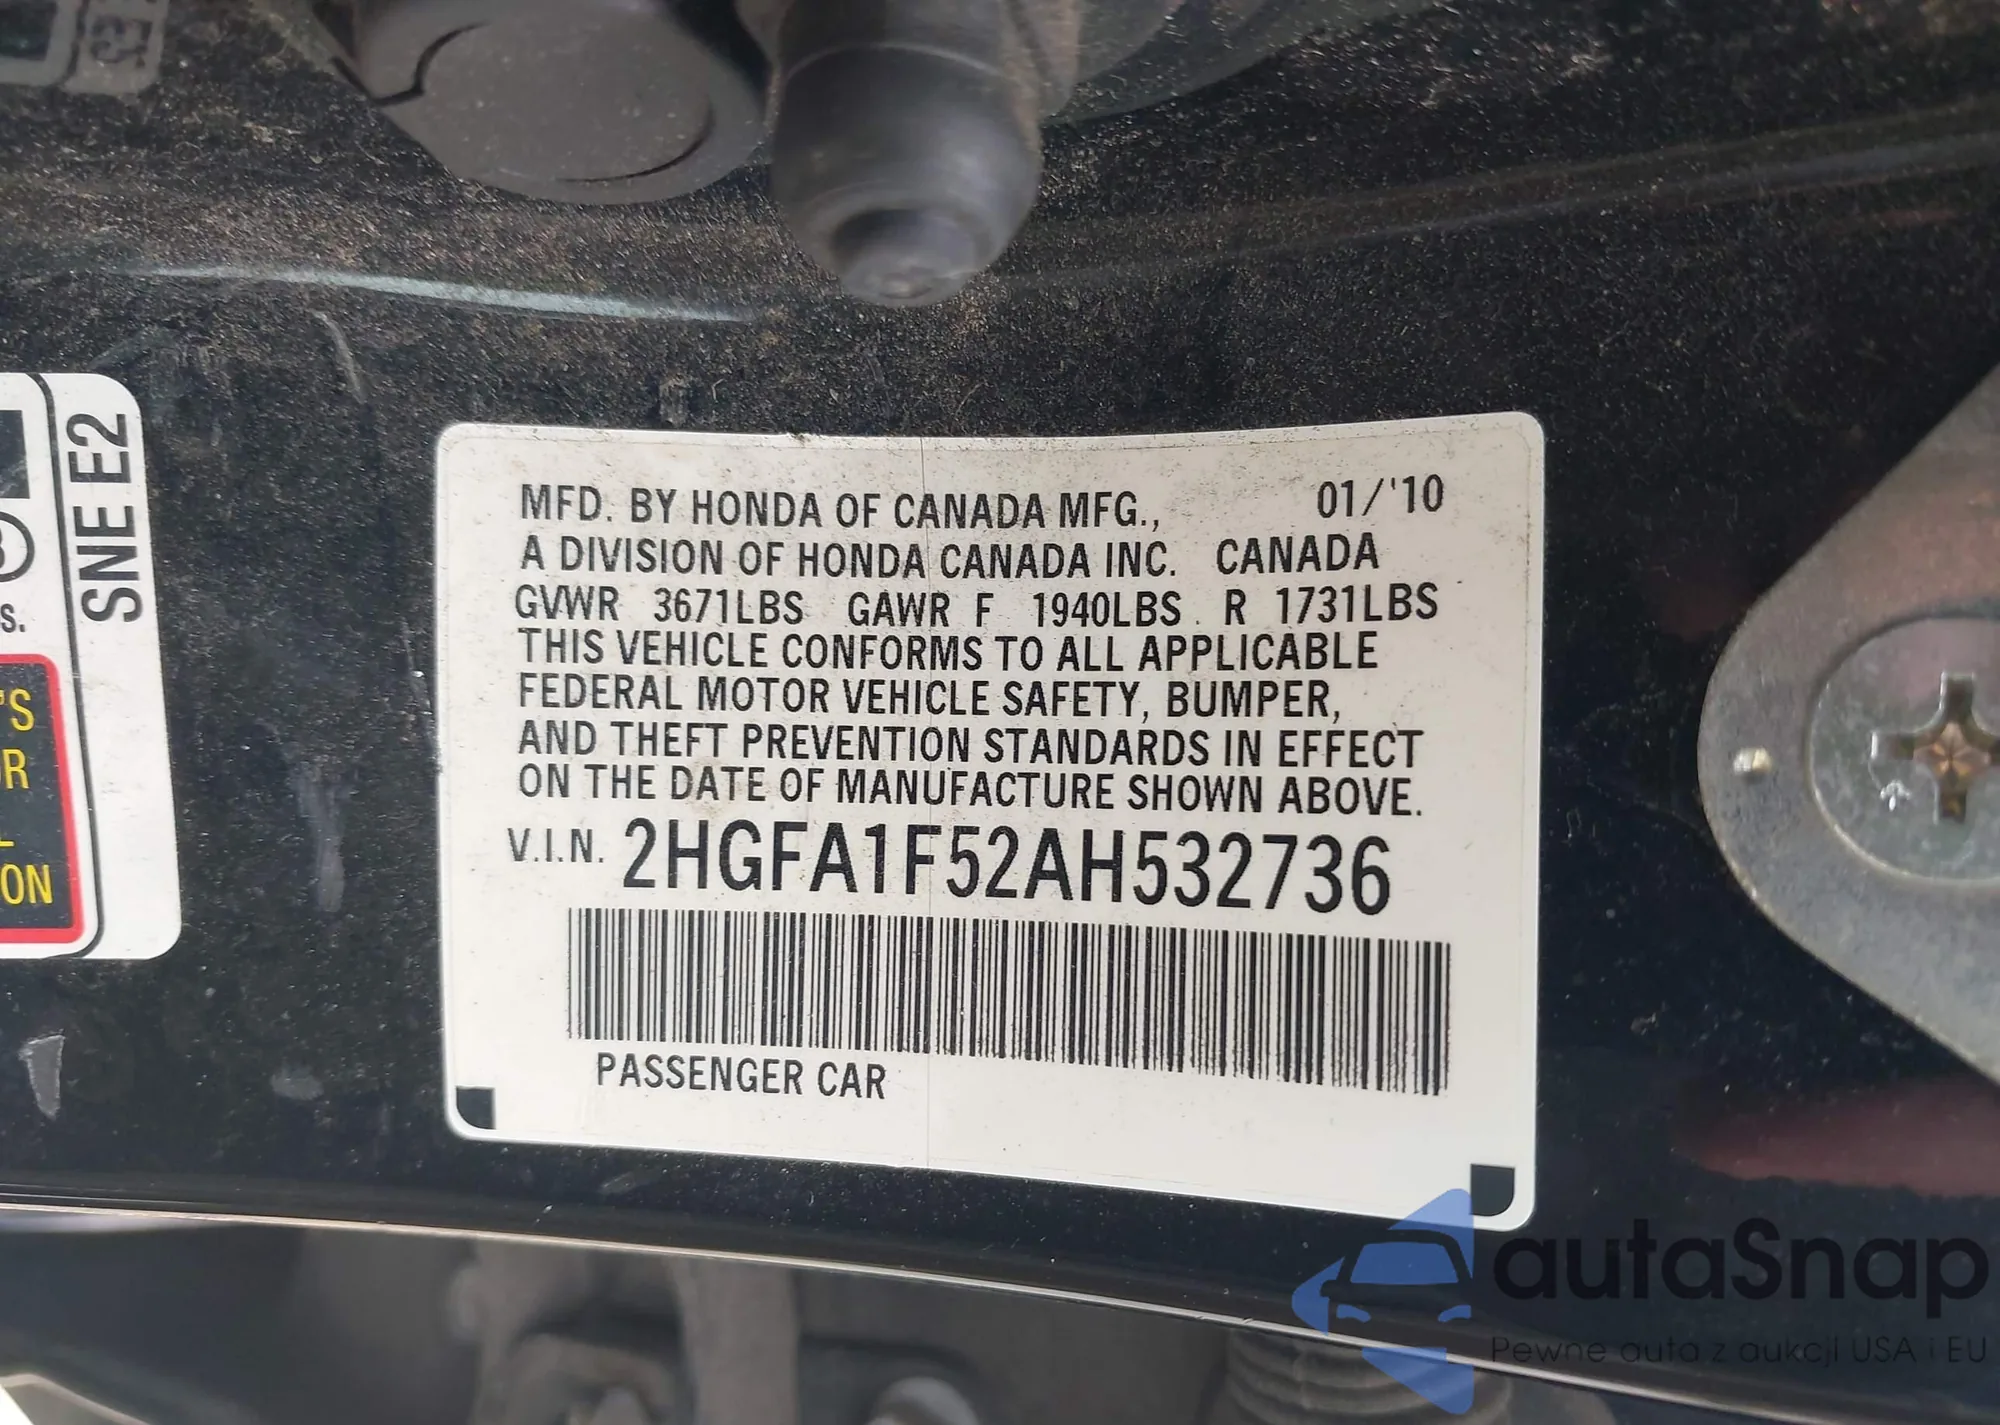 SNE E2
S.
'S
OR
L
ON
MFD. BY HONDA OF CANADA MFG., 01/'10
A DIVISION OF HONDA CANADA INC. CANADA
GVWR 3671LBS GAWR F 1940LBS R 1731LBS
THIS VEHICLE CONFORMS TO ALL APPLICABLE
FEDERAL MOTOR VEHICLE SAFETY, BUMPER,
AND THEFT PREVENTION STANDARDS IN EFFECT
ON THE DATE OF MANUFACTURE SHOWN ABOVE.
V.I.N. 2HGFA1F52AH532736
PASSENGER CAR
autaSnap
Pewne auta z aukcji USA i EU